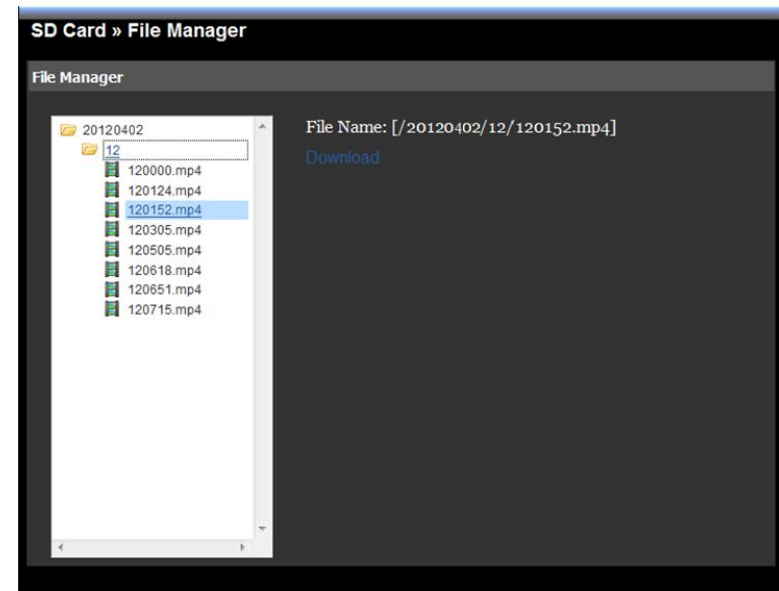 SD Card » File Manager
File Manager
20120402
12
120000.mp4
120124.mp4
120152.mp4
120305.mp4
120505.mp4
120618.mp4
120651.mp4
120715.mp4
File Name: [/20120402/12/120152.mp4]
Download